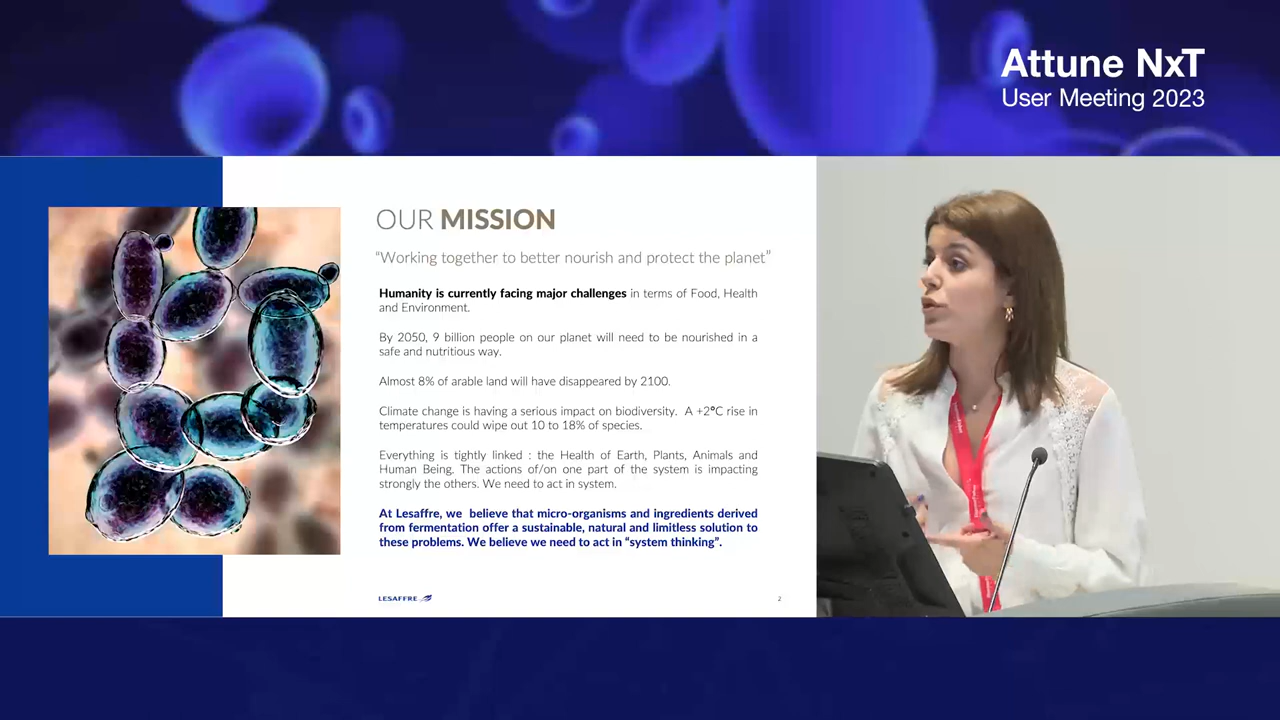 Attune NxT
User Meeting 2023
OUR MISSION
“Working together to better nourish and protect the planet”
Humanity is currently facing major challenges in terms of Food, Health
and Environment.
By 2050, 9 billion people on our planet will need to be nourished in a
safe and nutritious way.
Almost 8% of arable land will have disappeared by 2100.
Climate change is having a serious impact on biodiversity. A +2°C rise in
temperatures could wipe out 10 to 18% of species.
Everything is tightly linked : the Health of Earth, Plants, Animals and
Human Being. The actions of/on one part of the system is impacting
strongly the others. We need to act in system.
At Lesaffre, we believe that micro-organisms and ingredients derived
from fermentation offer a sustainable, natural and limitless solution to
these problems. We believe we need to act in “system thinking”.
LESAFFRE
2